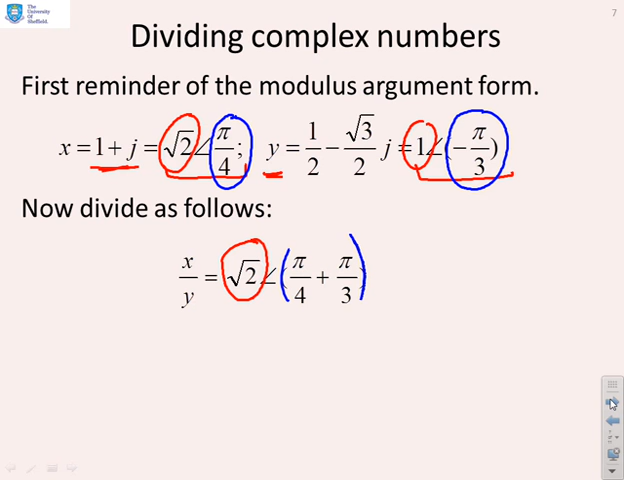 The
University
Of
Sheffield.
7
Dividing complex numbers
First reminder of the modulus argument form.
x = 1 + j = √2∠π/4; y = 1/2 − √3/2 j = 1∠(−π/3)
Now divide as follows:
x/y = √2∠(π/4 + π/3)